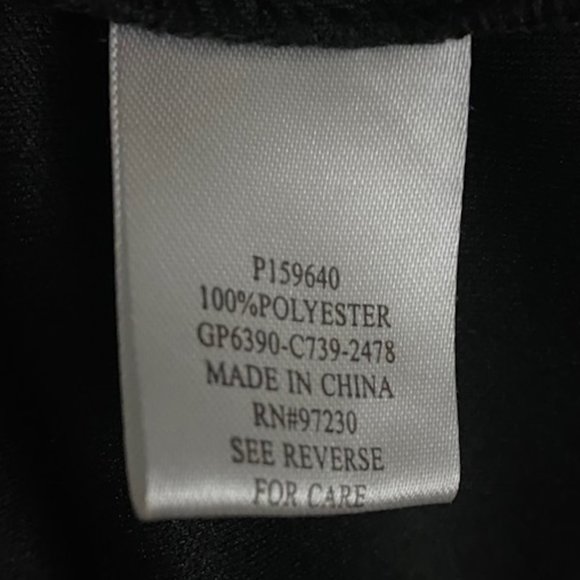 P159640
100%POLYESTER
GP6390-C739-2478
MADE IN CHINA
RN#97230
SEE REVERSE
FOR CARE